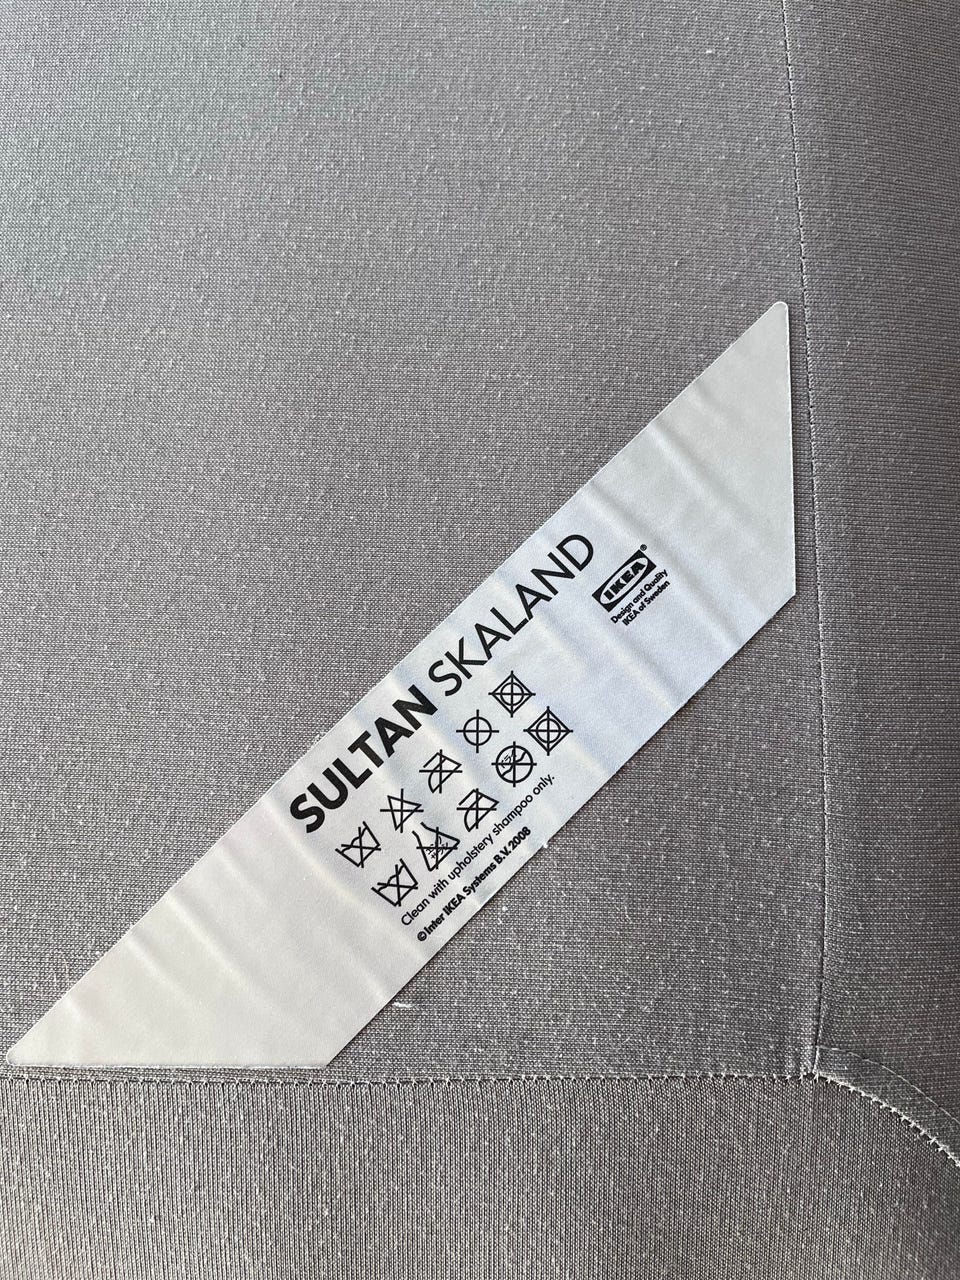 SULTAN SKALAND
Clean with upholstery shampoo only.
©Inter IKEA Systems B.V. 2008
IKEA®
Design and Quality
IKEA of Sweden